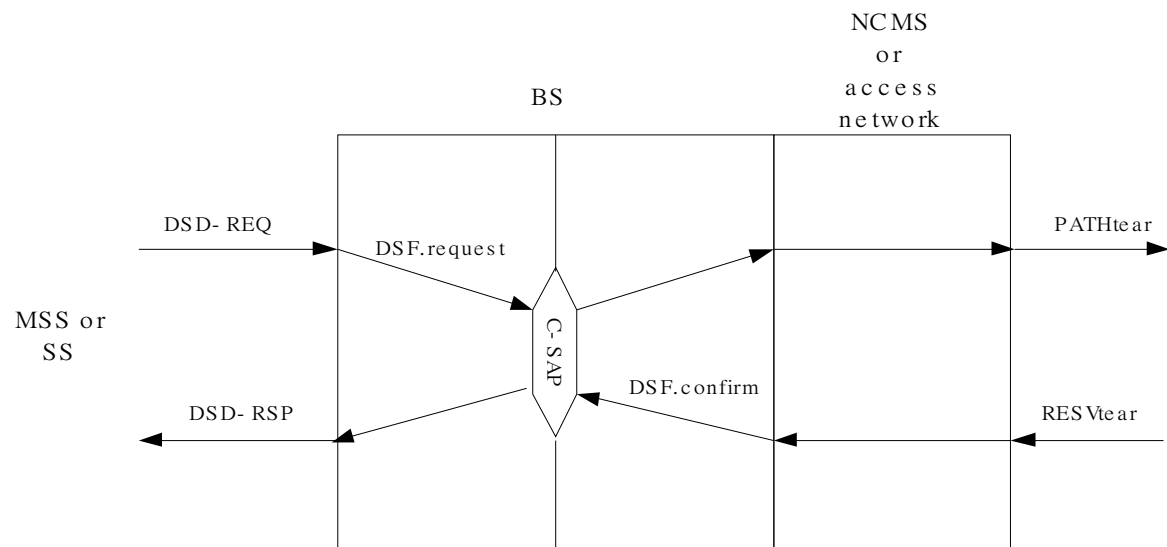 NCMS
or
access
network
BS
DSD- REQ
PATHtear
DSF.request
MSS or
SS
C- SAP
DSF.confirm
DSD- RSP
RESVtear